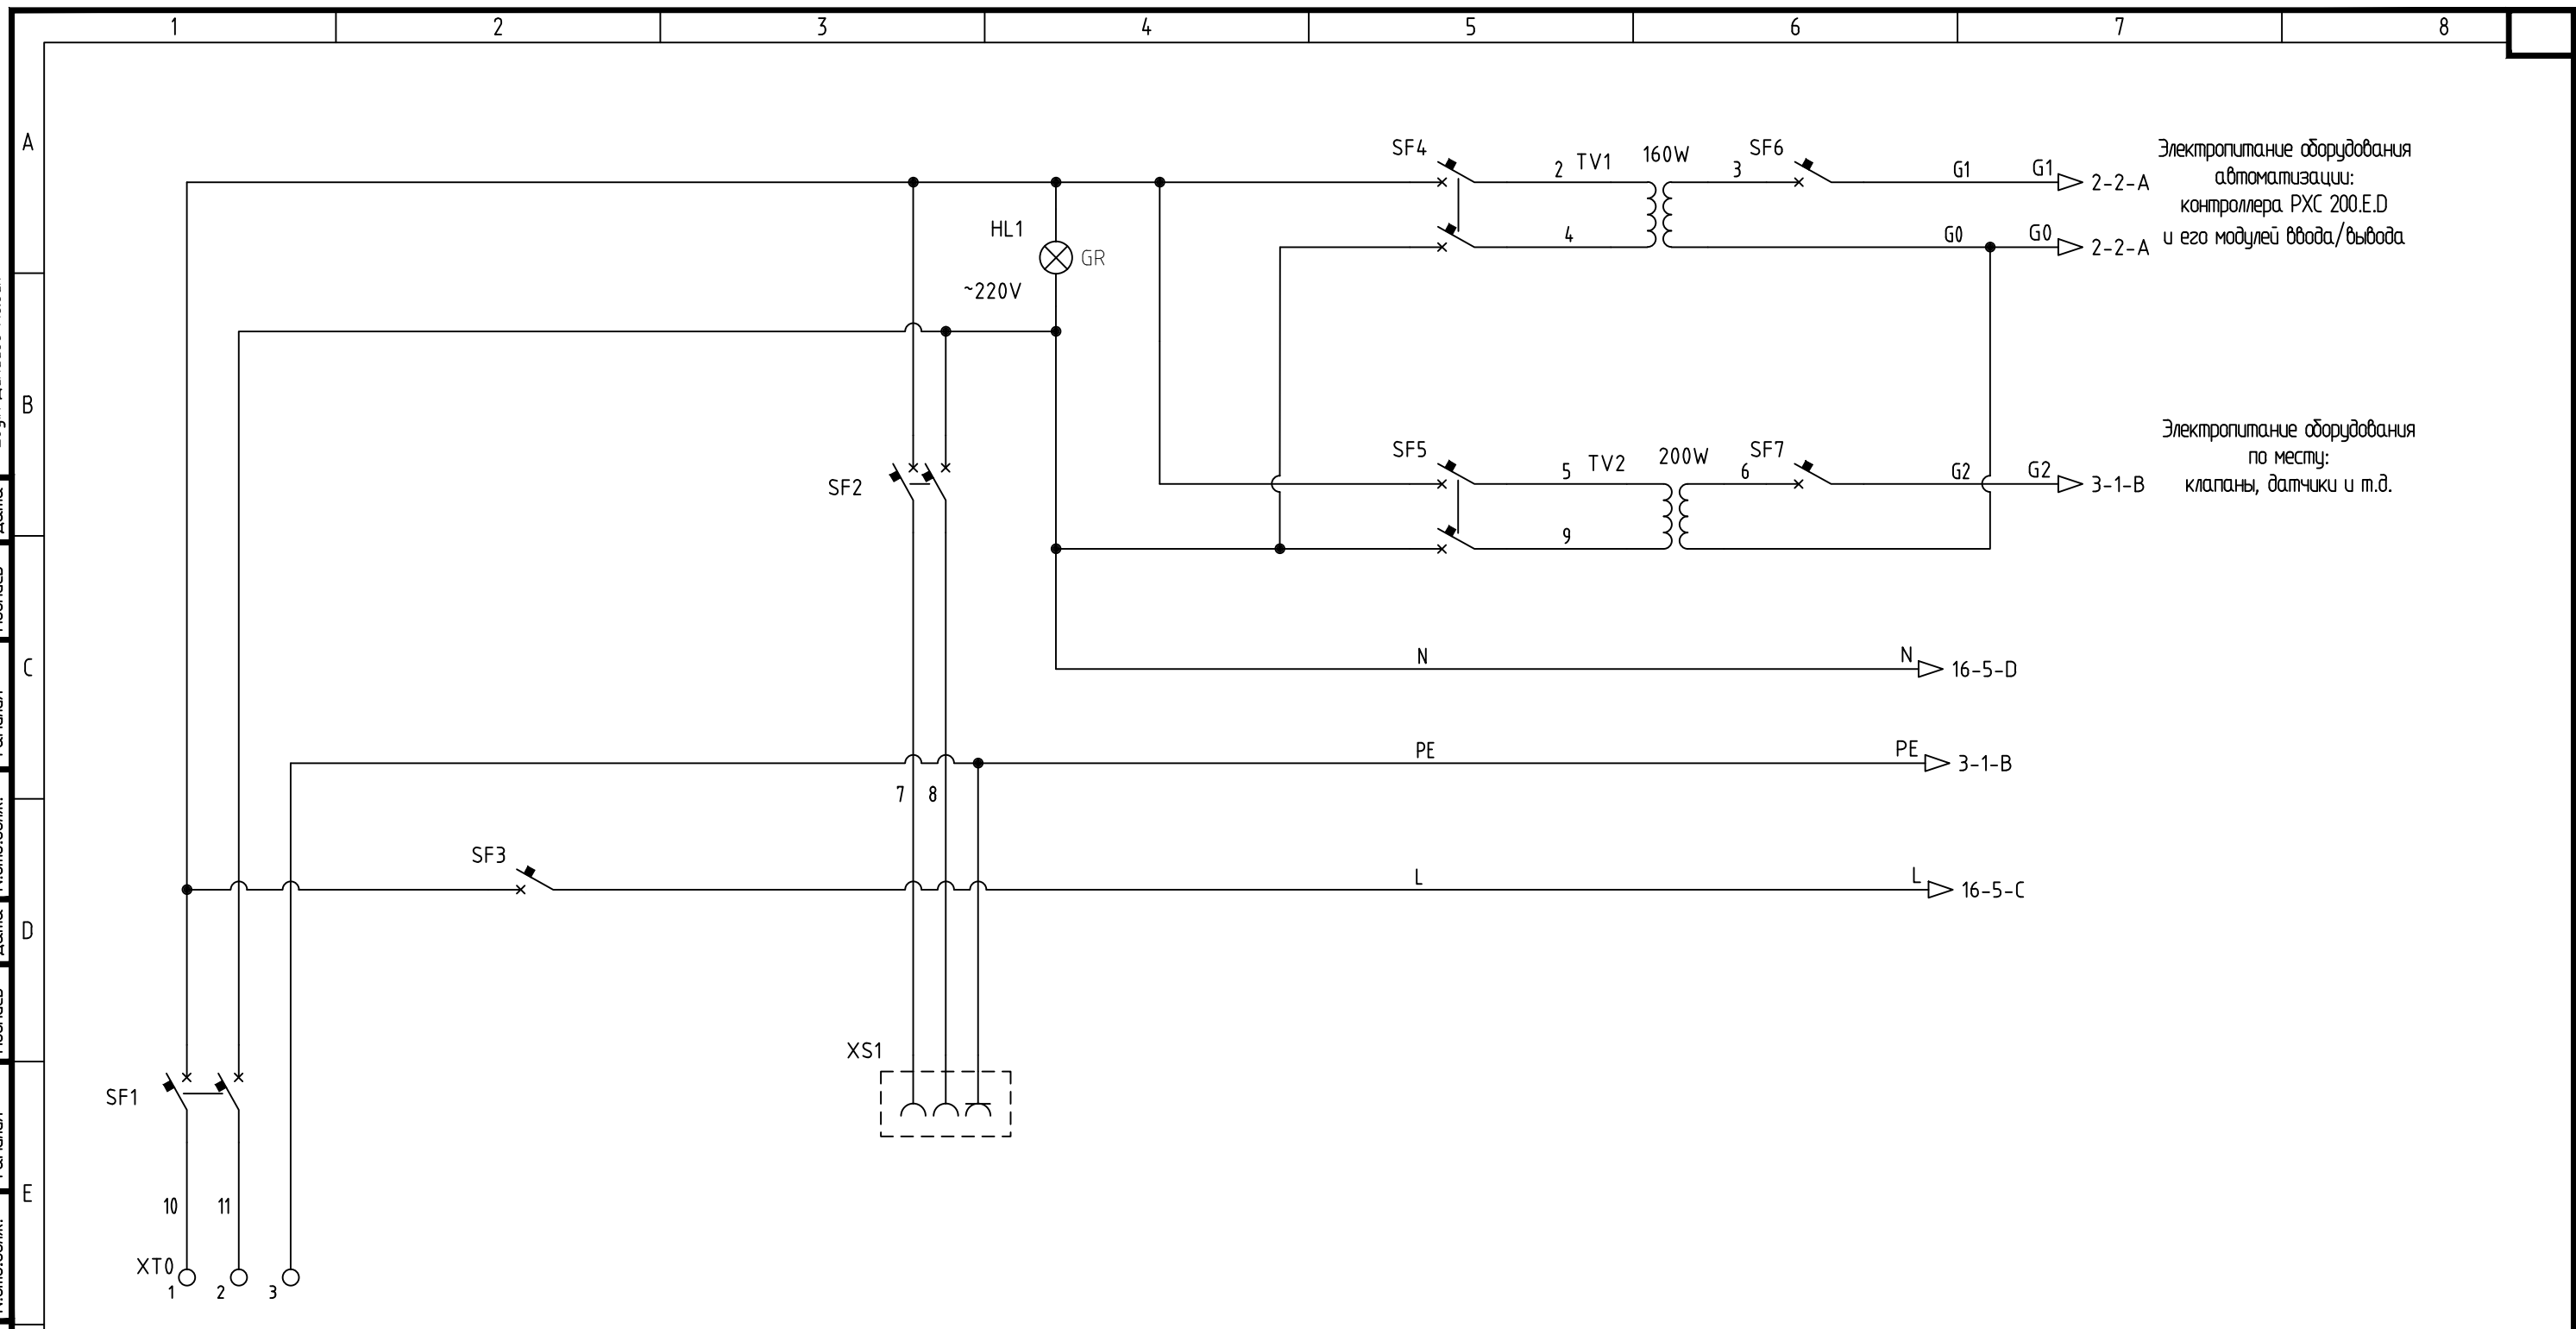 1 2 3 4 5 6 7 8
A
SF4
2 TV1 160W 3 SF6
G1 G1 2-2-A
Электропитание оборудования
автоматизации:
контроллера PXC 200.E.D
и его модулей ввода/вывода
HL1
GR
~220V
4
G0 G0 2-2-A
B
SF5
5 TV2 200W 6 SF7
G2 G2 3-1-B
Электропитание оборудования
по месту:
клапаны, датчики и т.д.
SF2
9
C
N N 16-5-D
PE PE 3-1-B
7 8
SF3
L L 16-5-C
D
XS1
SF1
E
10 11
XT0
1 2 3